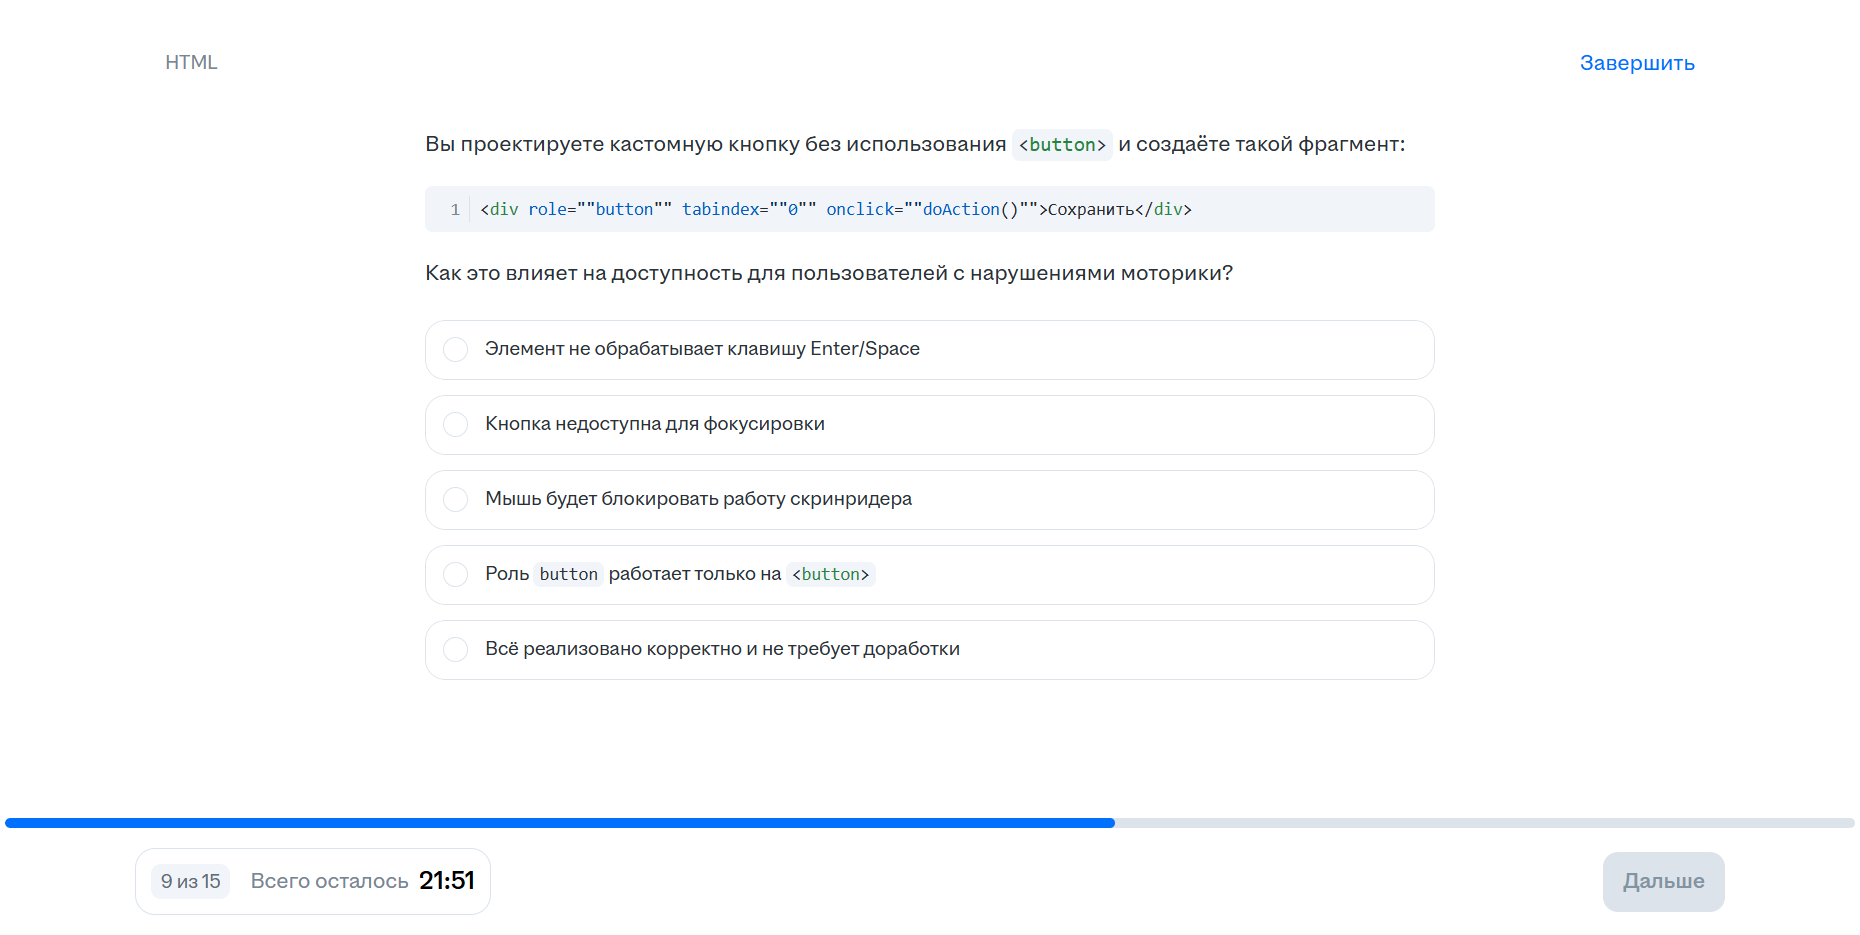 HTML
Завершить
Вы проектируете кастомную кнопку без использования <button> и создаёте такой фрагмент:
1 <div role=""button"" tabindex=""0"" onclick=""doAction()"">Сохранить</div>
Как это влияет на доступность для пользователей с нарушениями моторики?
Элемент не обрабатывает клавишу Enter/Space
Кнопка недоступна для фокусировки
Мышь будет блокировать работу скринридера
Роль button работает только на <button>
Всё реализовано корректно и не требует доработки
9 из 15 Всего осталось 21:51
Дальше